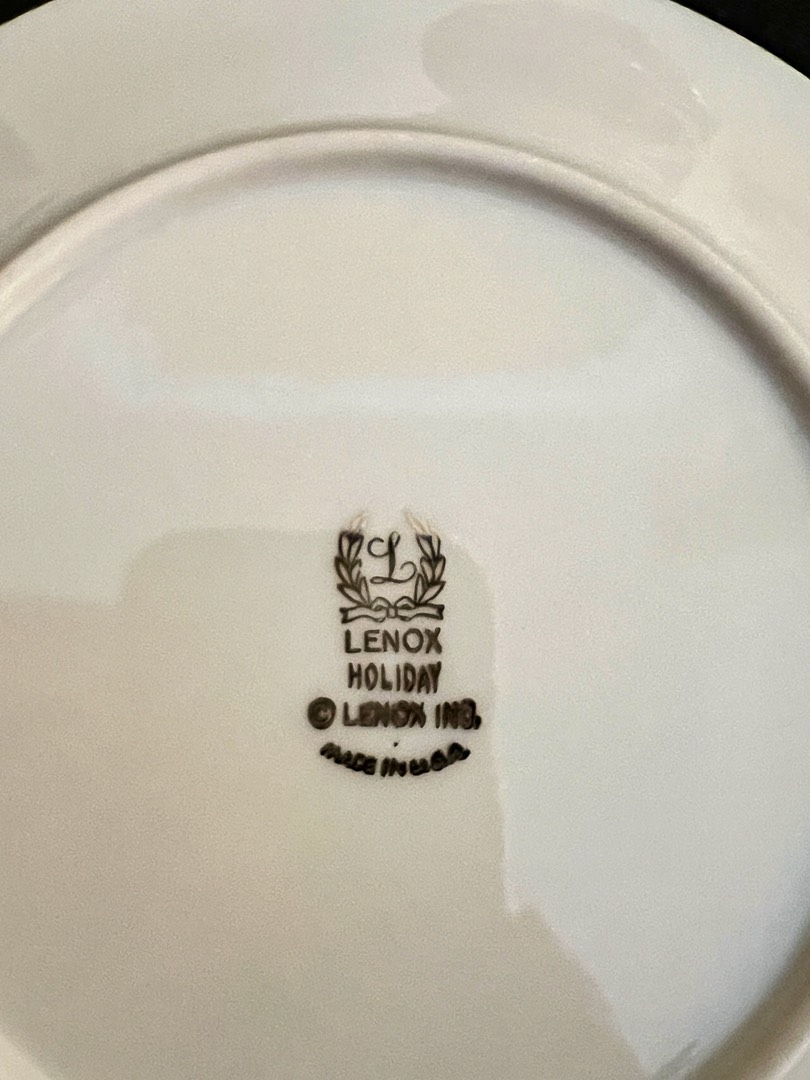 L
LENOX
HOLIDAY
© LENOX INC.
MADE IN U.S.A.